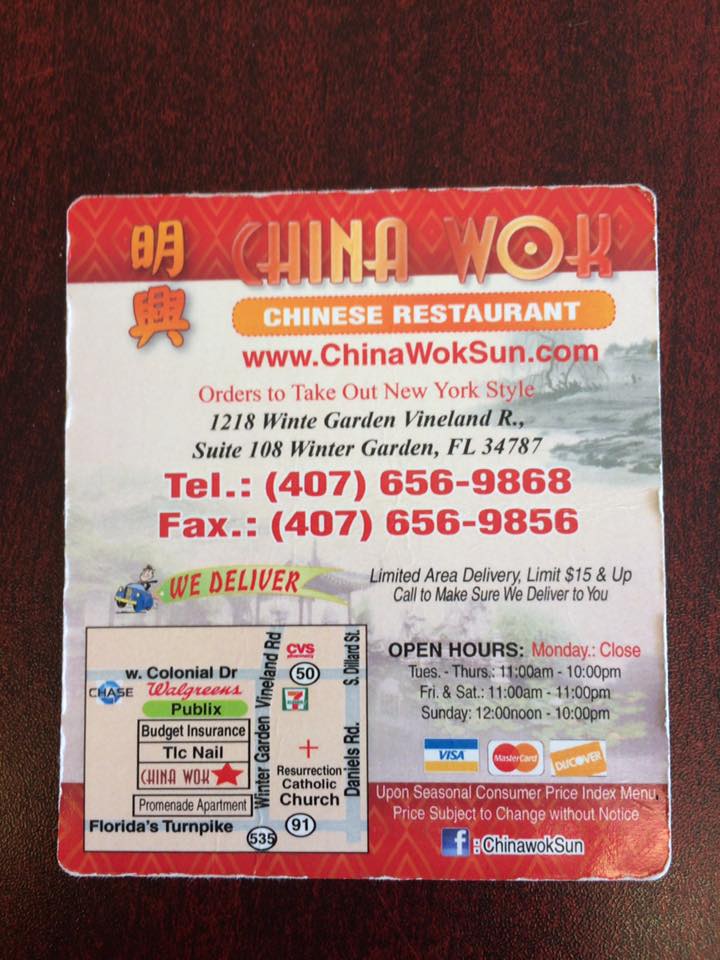 明興
CHINA WOK
CHINESE RESTAURANT
www.ChinaWokSun.com
Orders to Take Out New York Style
1218 Winte Garden Vineland R.,
Suite 108 Winter Garden, FL 34787
Tel.: (407) 656-9868
Fax.: (407) 656-9856
WE DELIVER
Limited Area Delivery, Limit $15 & Up
Call to Make Sure We Deliver to You
w. Colonial Dr
CHASE
Walgreens
Publix
Budget Insurance
Tlc Nail
CHINA WOK
Promenade Apartment
Florida's Turnpike
Winter Garden Vineland Rd
535
CVS
pharmacy
50
7
ELEVEN
Resurrection
Catholic
Church
91
S. Dillard St.
Daniels Rd.
OPEN HOURS: Monday.: Close
Tues. - Thurs.: 11:00am - 10:00pm
Fri. & Sat.: 11:00am - 11:00pm
Sunday: 12:00noon - 10:00pm
VISA
MasterCard
DISCOVER
Upon Seasonal Consumer Price Index Menu
Price Subject to Change without Notice
f : ChinawokSun